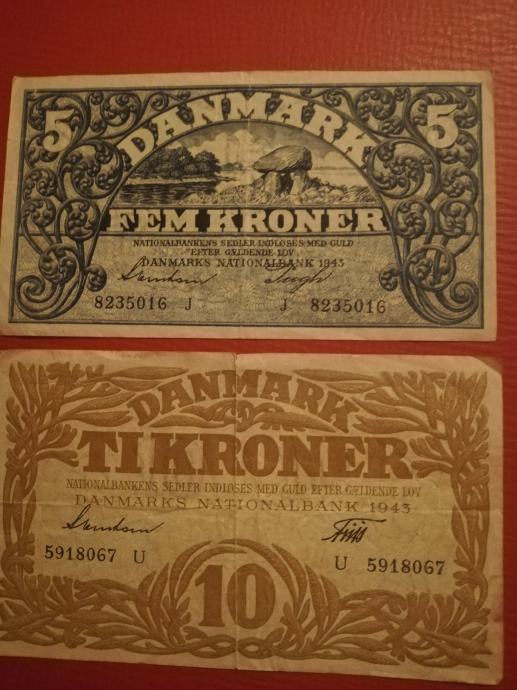 5 DANMARK 5
FEM KRONER
NATIONALBANKENS SEDLER INDLØSES MED GULD
EFTER GÆLDENDE LOV
DANMARKS NATIONALBANK 1943
8235016 J J 8235016
DANMARK
TI KRONER
NATIONALBANKENS SEDLER INDLØSES MED GULD EFTER GÆLDENDE LOV
DANMARKS NATIONALBANK 1943
5918067 U U 5918067
10